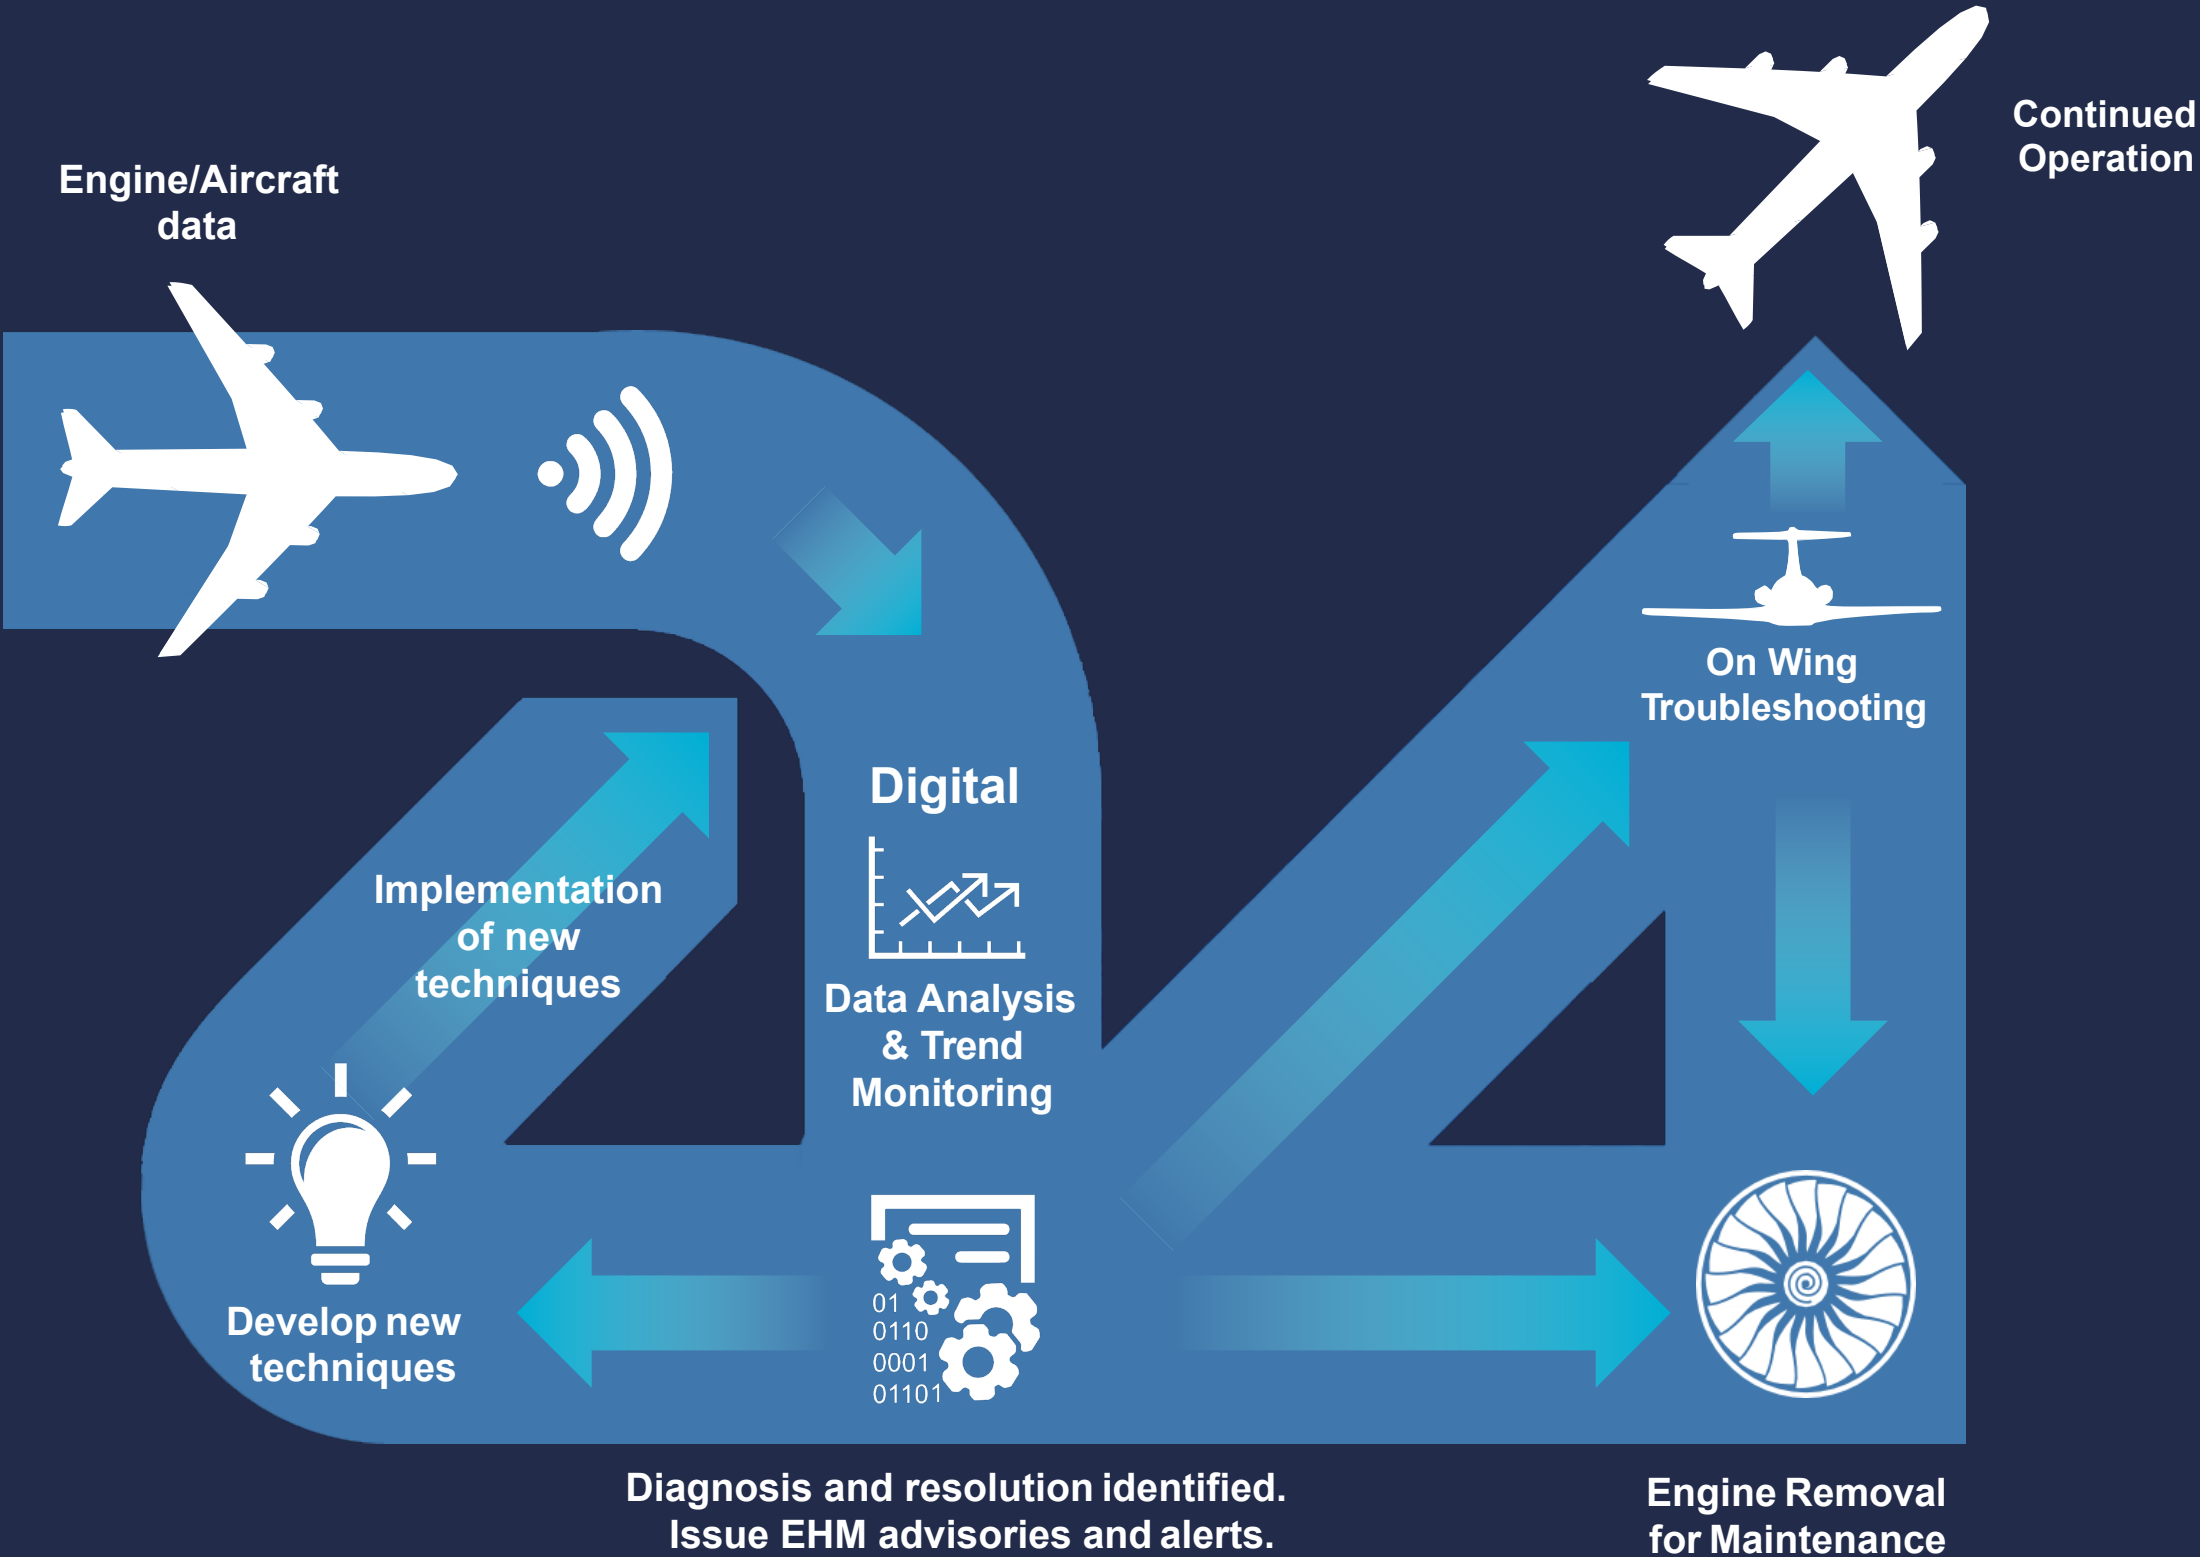 Continued
Operation
Engine/Aircraft
data
On Wing
Troubleshooting
Digital
Implementation
of new
techniques
Data Analysis
& Trend
Monitoring
01
0110
0001
01101
Develop new
techniques
Diagnosis and resolution identified.
Issue EHM advisories and alerts.
Engine Removal
for Maintenance